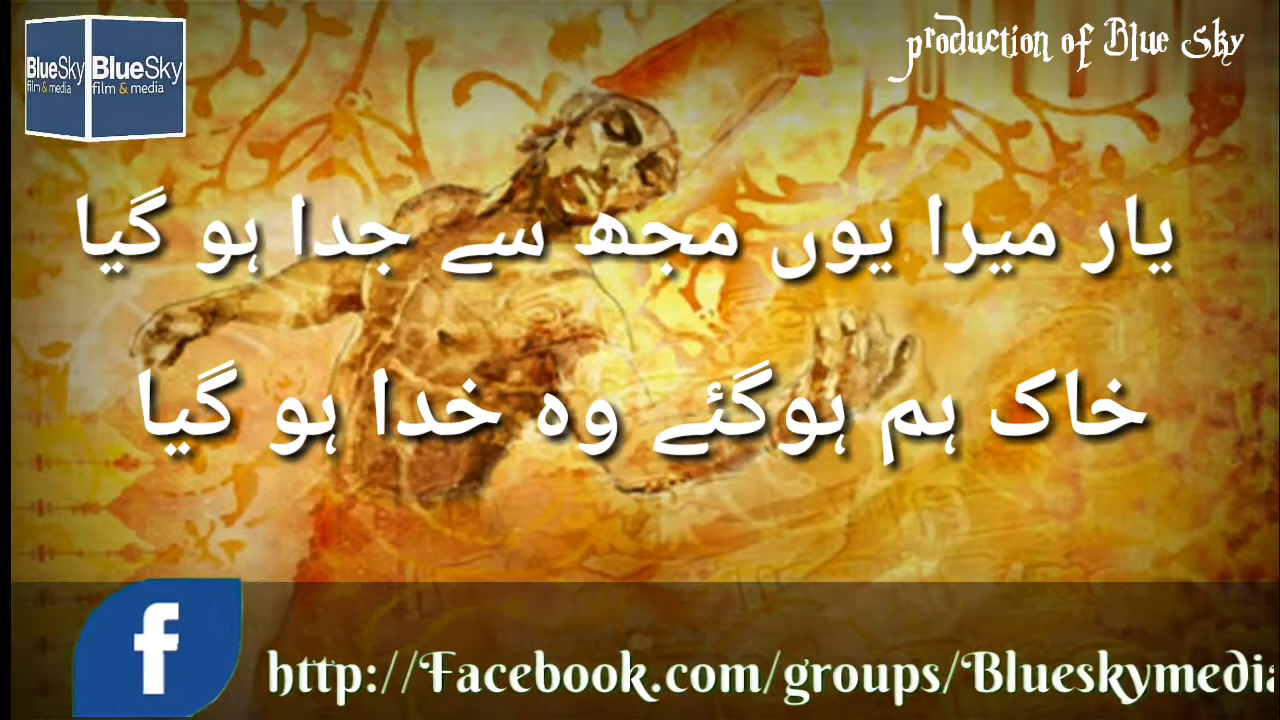 BlueSky BlueSky
film & media film & media
production of Blue Sky
یار میرا یوں مجھ سے جدا ہو گیا
خاک ہم ہوگئے وہ خدا ہو گیا
f
http://Facebook.com/groups/Blueskymedia